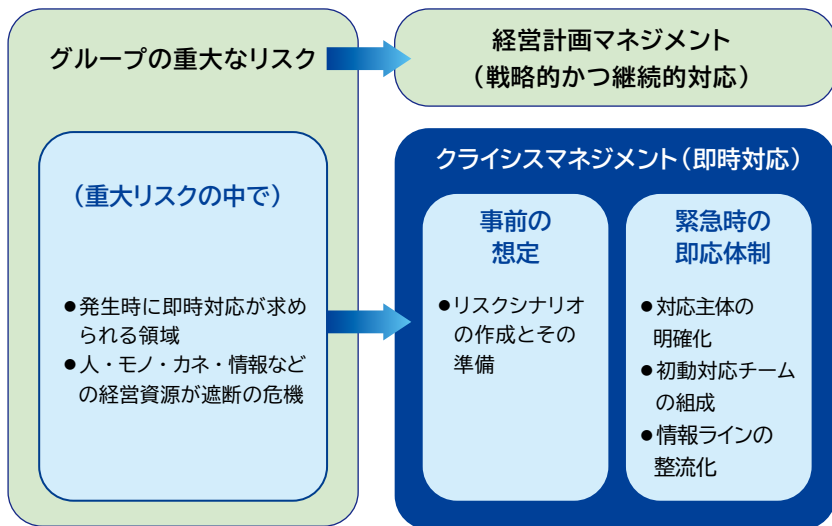 グループの重大なリスク
経営計画マネジメント
（戦略的かつ継続的対応）
（重大リスクの中で）
●発生時に即時対応が求め
られる領域
●人・モノ・カネ・情報など
の経営資源が遮断の危機
クライシスマネジメント（即時対応）
事前の
想定
●リスクシナリオ
の作成とその
準備
緊急時の
即応体制
●対応主体の
明確化
●初動対応チーム
の組成
●情報ラインの
整流化